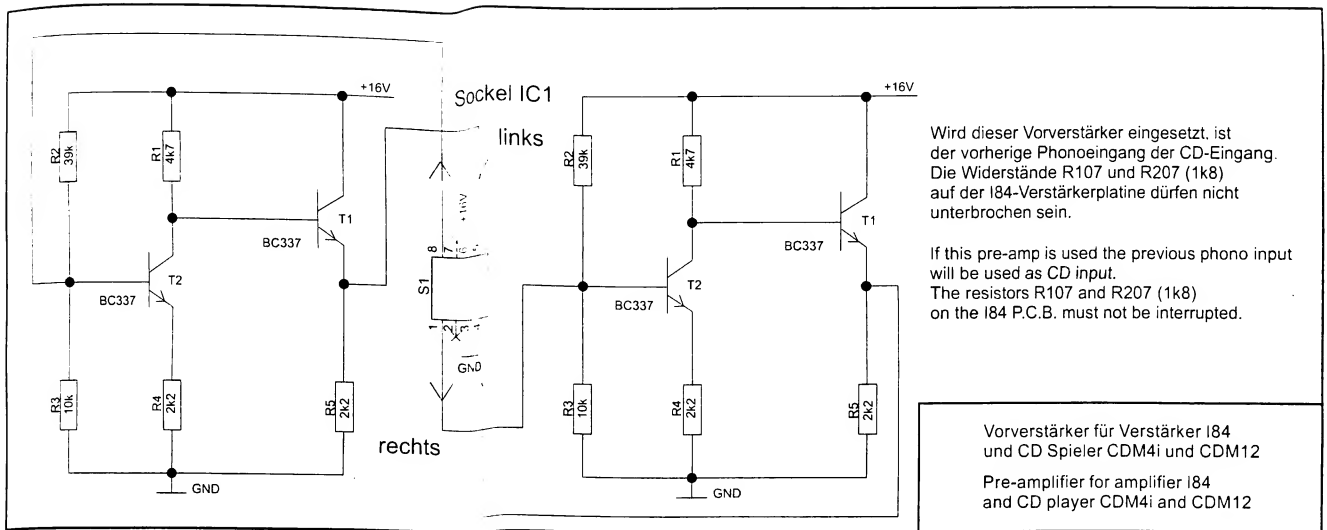 +16V
R2
39k
R1
4k7
T1
BC337
T2
BC337
R3
10k
R4
2k2
R5
2k2
GND
Sockel IC1
links
+16V
8
7
6
5
S1
1
2
3
4
GND
rechts
+16V
R2
39k
R1
4k7
T1
BC337
T2
BC337
R3
10k
R4
2k2
R5
2k2
GND
Wird dieser Vorverstärker eingesetzt, ist
der vorherige Phonoeingang der CD-Eingang.
Die Widerstände R107 und R207 (1k8)
auf der I84-Verstärkerplatine dürfen nicht
unterbrochen sein.
If this pre-amp is used the previous phono input
will be used as CD input.
The resistors R107 and R207 (1k8)
on the I84 P.C.B. must not be interrupted.
Vorverstärker für Verstärker I84
und CD Spieler CDM4i und CDM12
Pre-amplifier for amplifier I84
and CD player CDM4i and CDM12